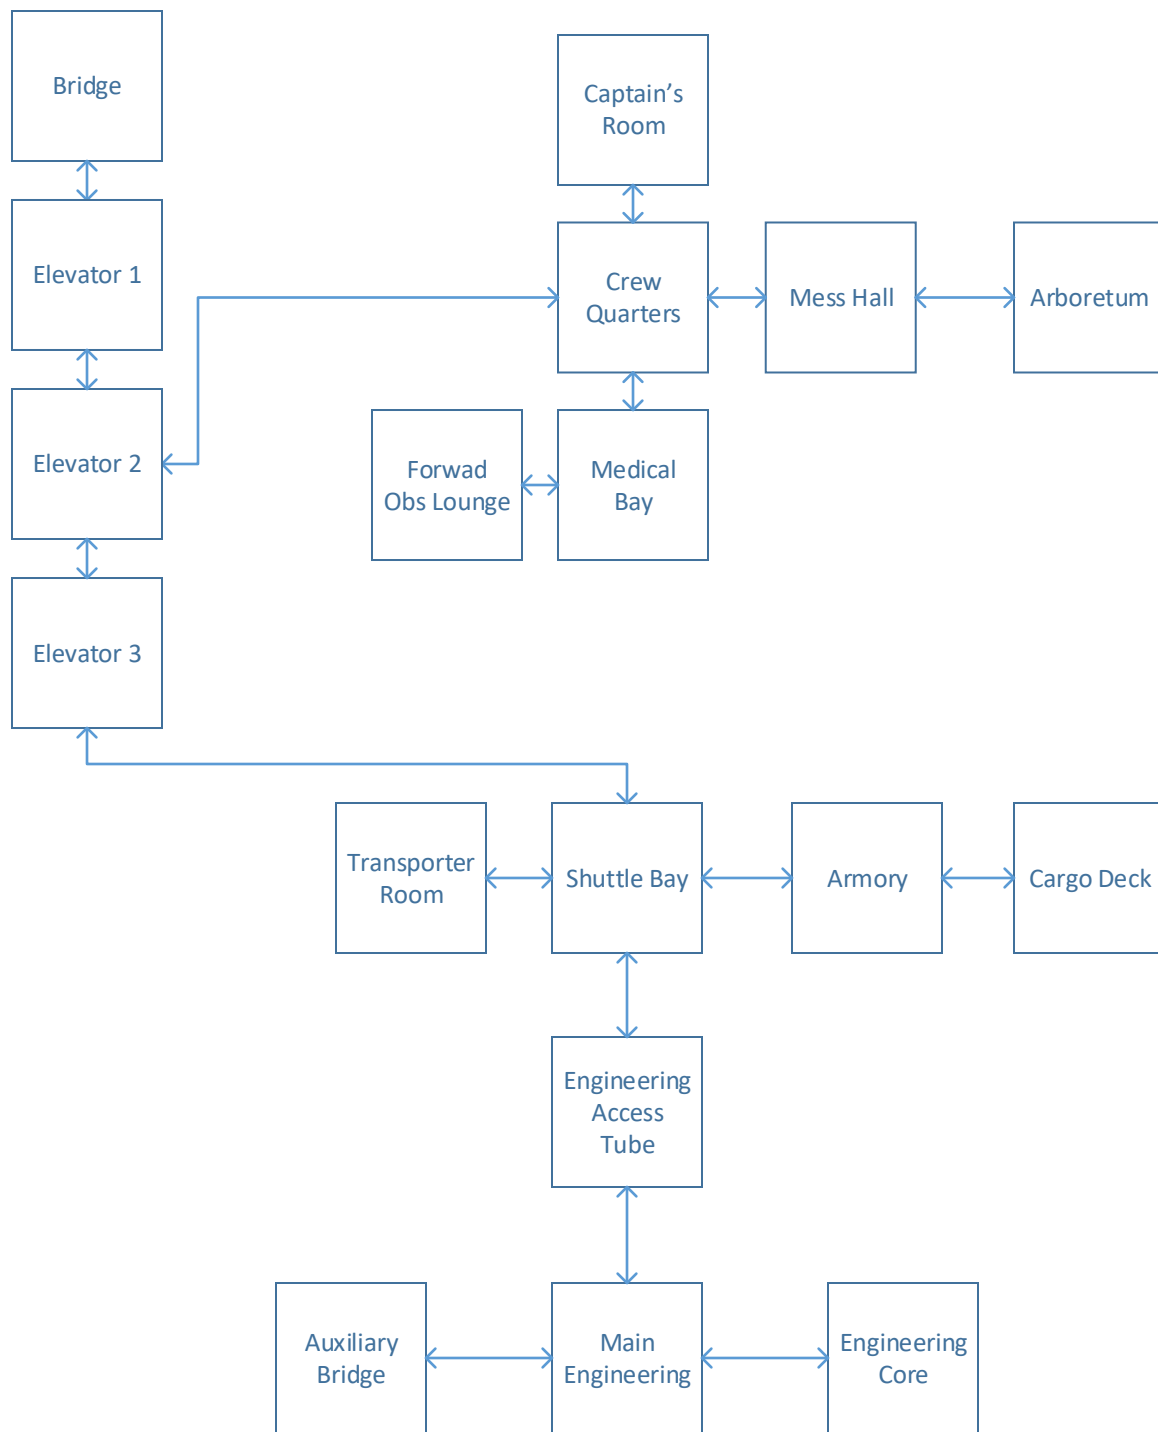 Bridge
Captain’s
Room
Elevator 1
Crew
Quarters
Mess Hall
Arboretum
Elevator 2
Forwad
Obs Lounge
Medical
Bay
Elevator 3
Transporter
Room
Shuttle Bay
Armory
Cargo Deck
Engineering
Access
Tube
Auxiliary
Bridge
Main
Engineering
Engineering
Core